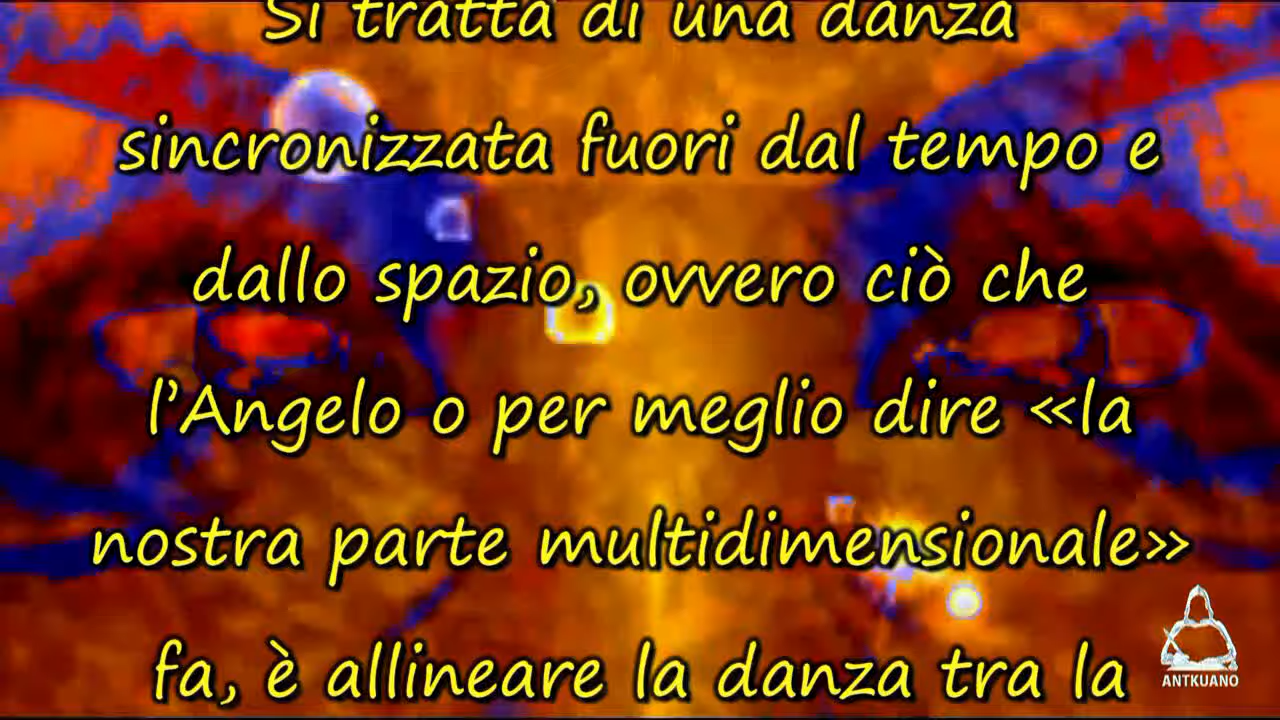 Si tratta di una danza
sincronizzata fuori dal tempo e
dallo spazio, ovvero ciò che
l'Angelo o per meglio dire «la
nostra parte multidimensionale»
fa, è allineare la danza tra la
ANTKUANO